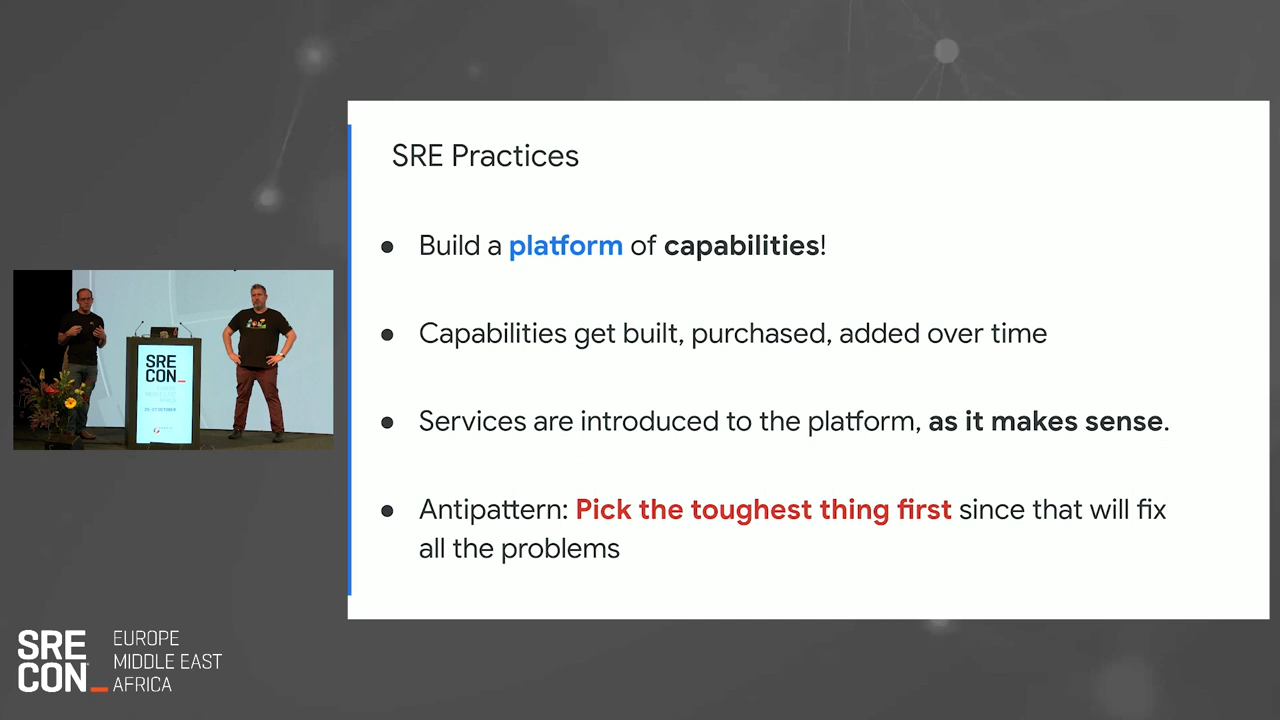 SRE Practices
● Build a platform of capabilities!
● Capabilities get built, purchased, added over time
● Services are introduced to the platform, as it makes sense.
● Antipattern: Pick the toughest thing first since that will fix
all the problems
SRE
CON_
SRE
CON_
EUROPE
MIDDLE EAST
AFRICA